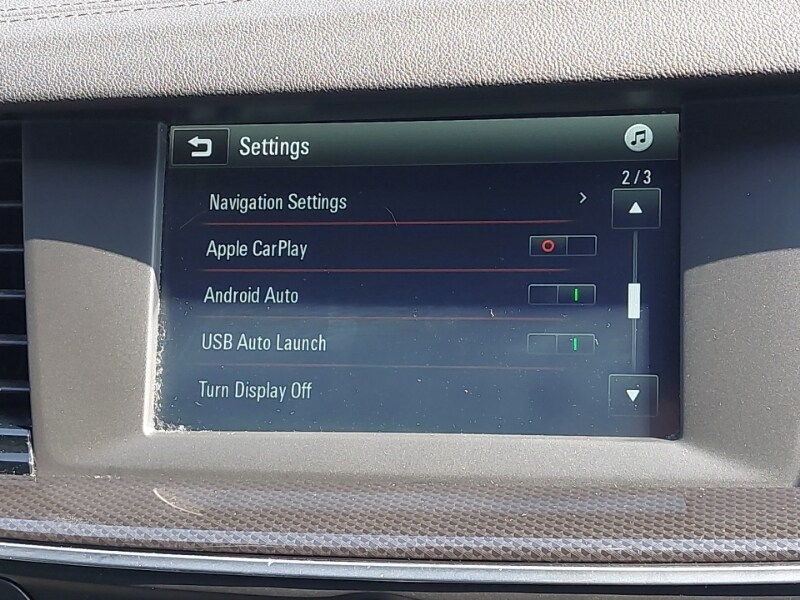 Settings
2/3
Navigation Settings
Apple CarPlay
Android Auto
USB Auto Launch
Turn Display Off